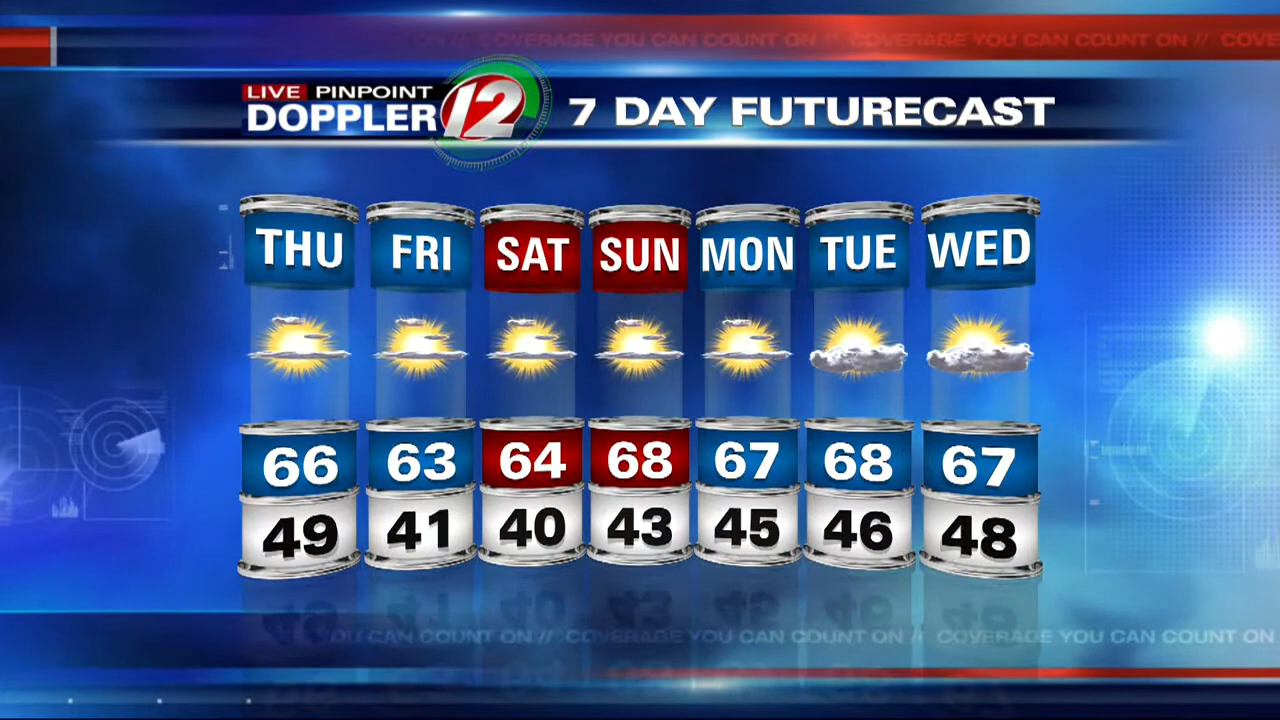 ON // COVERAGE YOU CAN COUNT ON // COVERAGE YOU CAN COUNT ON // COVE
LIVE PINPOINT
DOPPLER 12
7 DAY FUTURECAST
THU FRI SAT SUN MON TUE WED
66 63 64 68 67 68 67
49 41 40 43 45 46 48
YOU CAN COUNT ON // COVERAGE YOU CAN COUNT ON // COVERAGE YOU CAN COUNT ON